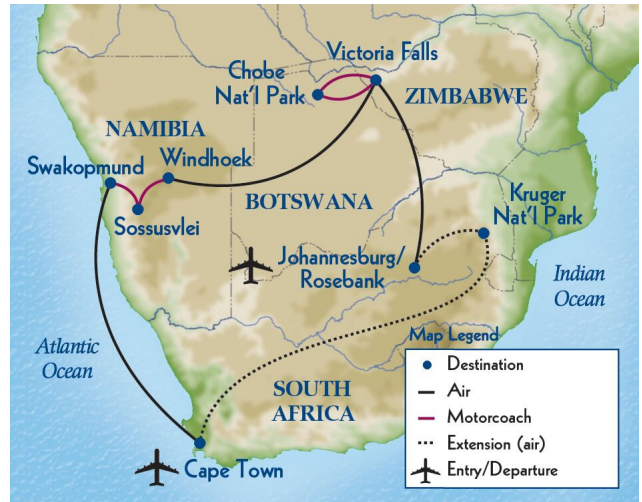 Victoria Falls
Chobe
Nat'l Park
ZIMBABWE
NAMIBIA
Swakopmund
Windhoek
Sossusvlei
BOTSWANA
Kruger
Nat'l Park
Johannesburg/
Rosebank
Indian
Ocean
Atlantic
Ocean
SOUTH
AFRICA
Cape Town
Map Legend
Destination
Air
Motorcoach
Extension (air)
Entry/Departure